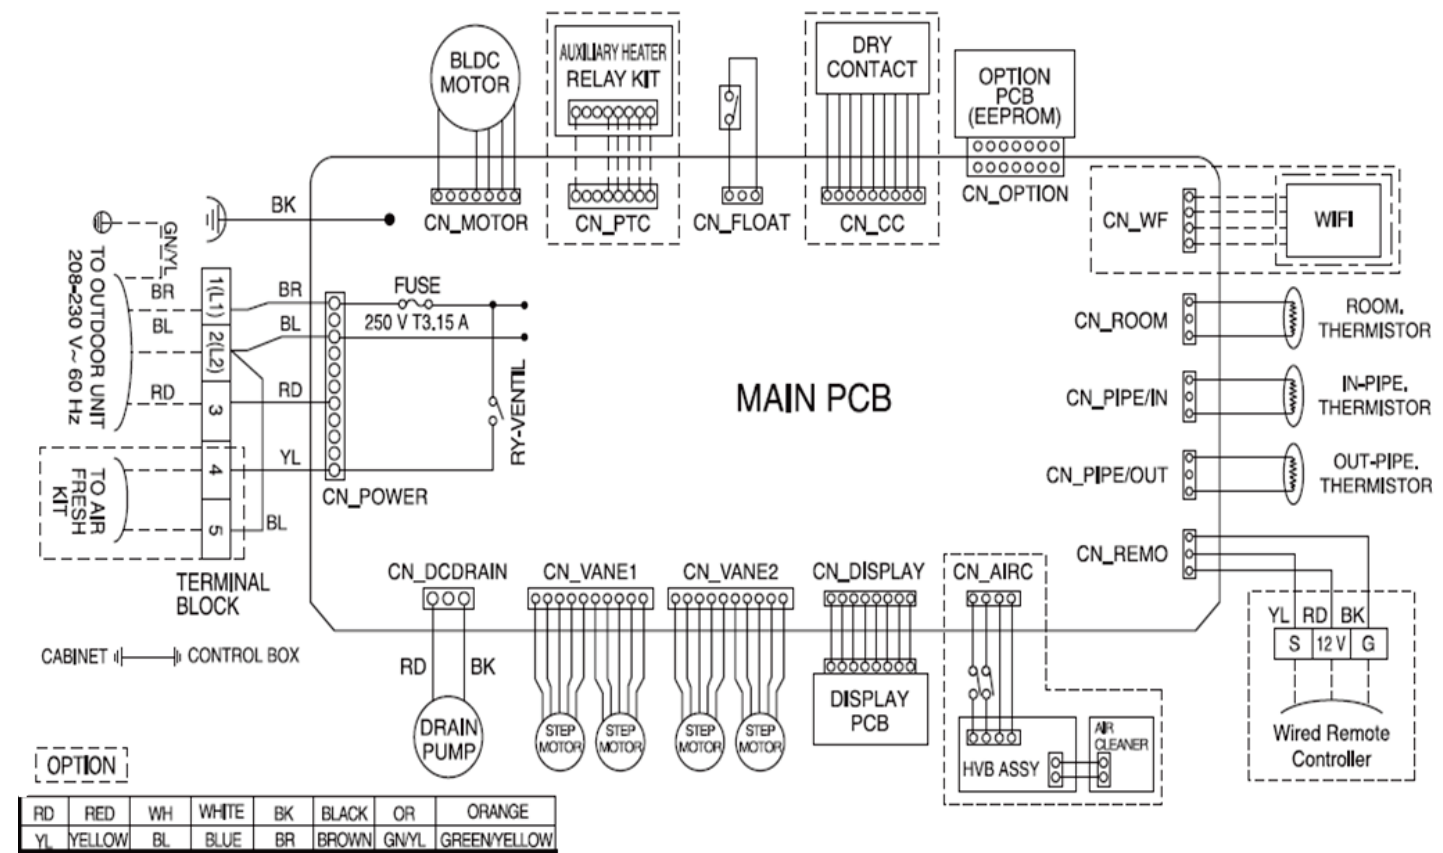 BLDC
MOTOR
AUXILIARY HEATER
RELAY KIT
DRY
CONTACT
OPTION
PCB
(EEPROM)
CN_MOTOR
CN_PTC
CN_FLOAT
CN_CC
CN_OPTION
CN_WF
WIFI
BK
GN/YL
TO OUTDOOR UNIT
208-230 V~ 60 Hz
BR
BL
RD
1(L1)
2(L2)
3
4
5
BR
BL
RD
YL
BL
FUSE
250 V T3.15 A
RY-VENTIL
CN_POWER
MAIN PCB
TO AIR
FRESH
KIT
TERMINAL
BLOCK
CN_ROOM
ROOM.
THERMISTOR
CN_PIPE/IN
IN-PIPE.
THERMISTOR
CN_PIPE/OUT
OUT-PIPE.
THERMISTOR
CN_REMO
CN_DCDRAIN
CN_VANE1
CN_VANE2
CN_DISPLAY
CN_AIRC
YL RD BK
S 12 V G
Wired Remote
Controller
CABINET
CONTROL BOX
RD
BK
DRAIN
PUMP
STEP
MOTOR
STEP
MOTOR
STEP
MOTOR
STEP
MOTOR
DISPLAY
PCB
HVB ASSY
AIR
CLEANER
OPTION
RD RED WH WHITE BK BLACK OR ORANGE
YL YELLOW BL BLUE BR BROWN GN/YL GREEN/YELLOW